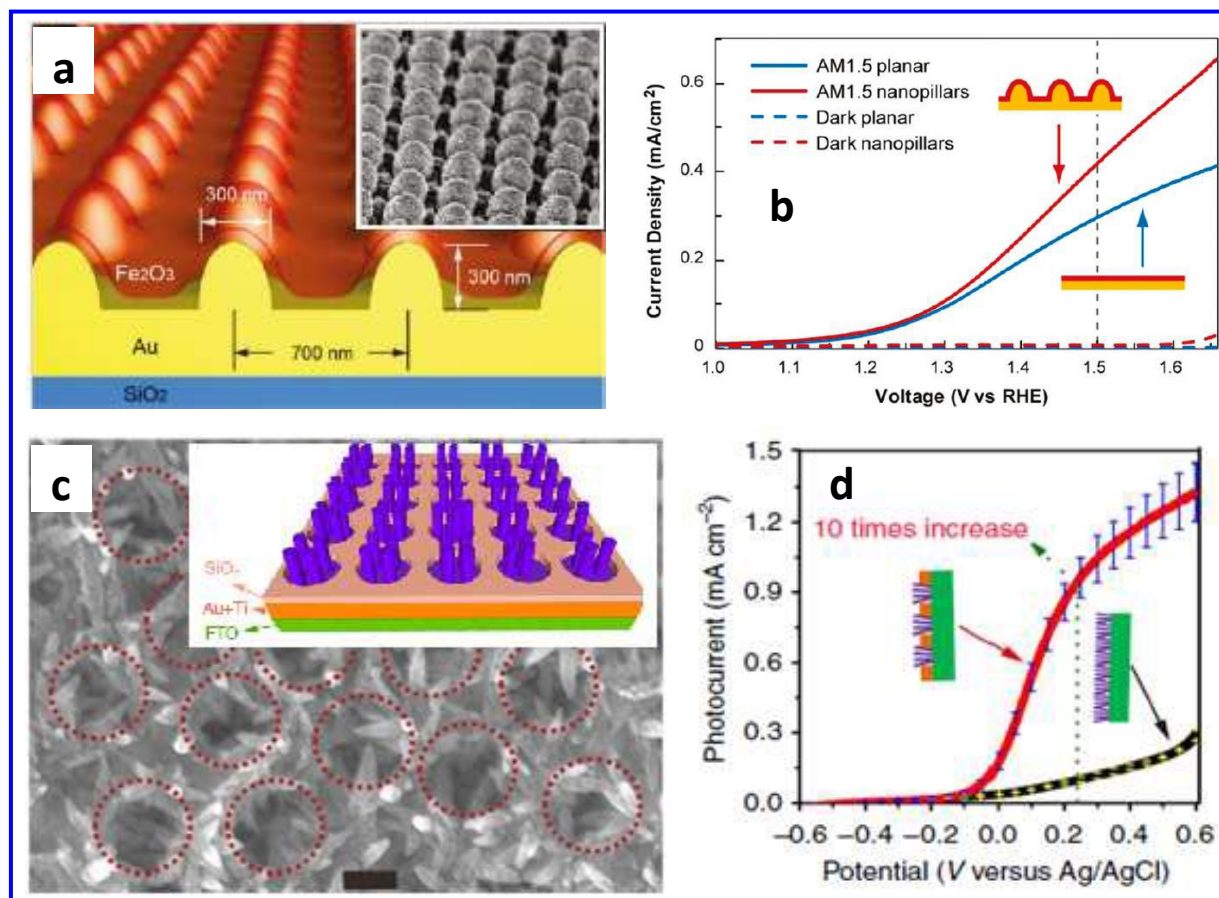 a
300 nm
Fe2O3
300 nm
Au
700 nm
SiO2
b
AM1.5 planar
AM1.5 nanopillars
Dark planar
Dark nanopillars
Current Density (mA/cm²)
0.6
0.4
0.2
0
1.0 1.1 1.2 1.3 1.4 1.5 1.6
Voltage (V vs RHE)
c
Au+Ti
FTO
d
10 times increase
Photocurrent (mA cm⁻²)
1.5
1.2
0.9
0.6
0.3
0.0
−0.6 −0.4 −0.2 0.0 0.2 0.4 0.6
Potential (V versus Ag/AgCl)